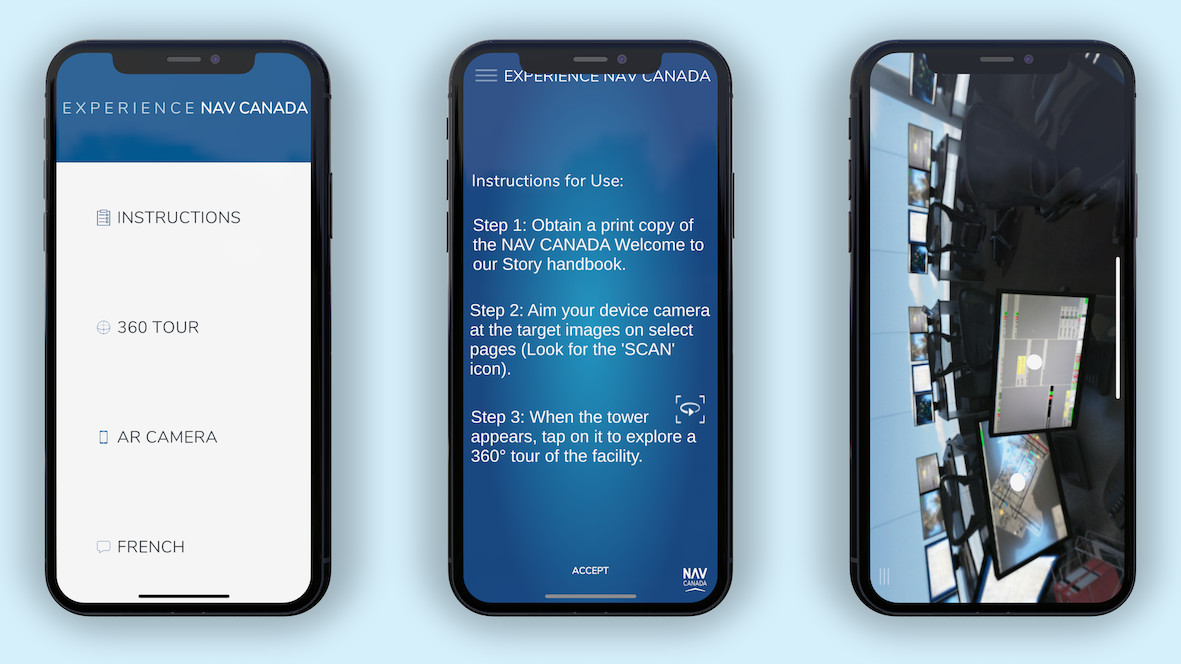 EXPERIENCE NAV CANADA
INSTRUCTIONS
360 TOUR
AR CAMERA
FRENCH
EXPERIENCE NAV CANADA
Instructions for Use:
Step 1: Obtain a print copy of
the NAV CANADA Welcome to
our Story handbook.
Step 2: Aim your device camera
at the target images on select
pages (Look for the 'SCAN'
icon).
Step 3: When the tower
appears, tap on it to explore a
360° tour of the facility.
ACCEPT
NAV
CANADA